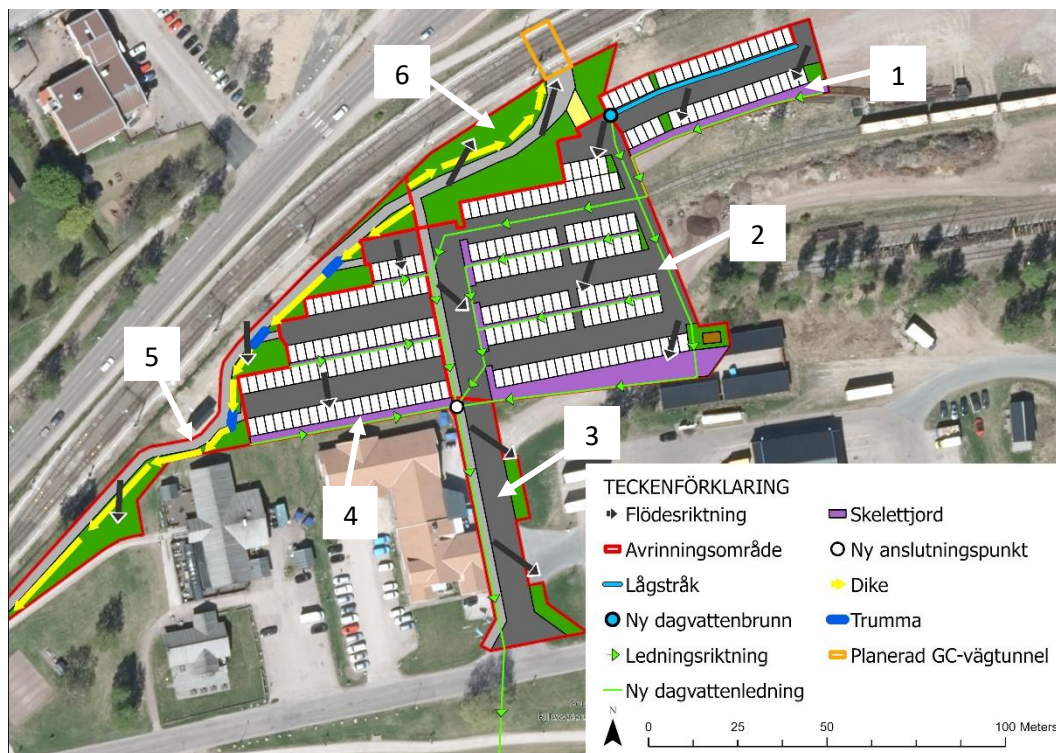 6
1
2
5
3
4
TECKENFÖRKLARING
Flödesriktning
Skelettjord
Avrinningsområde
Ny anslutningspunkt
Lågstråk
Dike
Ny dagvattenbrunn
Trumma
Ledningsriktning
Planerad GC-vägtunnel
Ny dagvattenledning
N
0 25 50 100 Meters